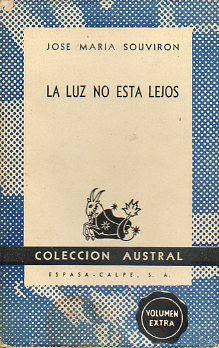 JOSE MARIA SOUVIRON
LA LUZ NO ESTA LEJOS
COLECCION AUSTRAL
ESPASA-CALPE, S. A.
VOLUMEN
EXTRA